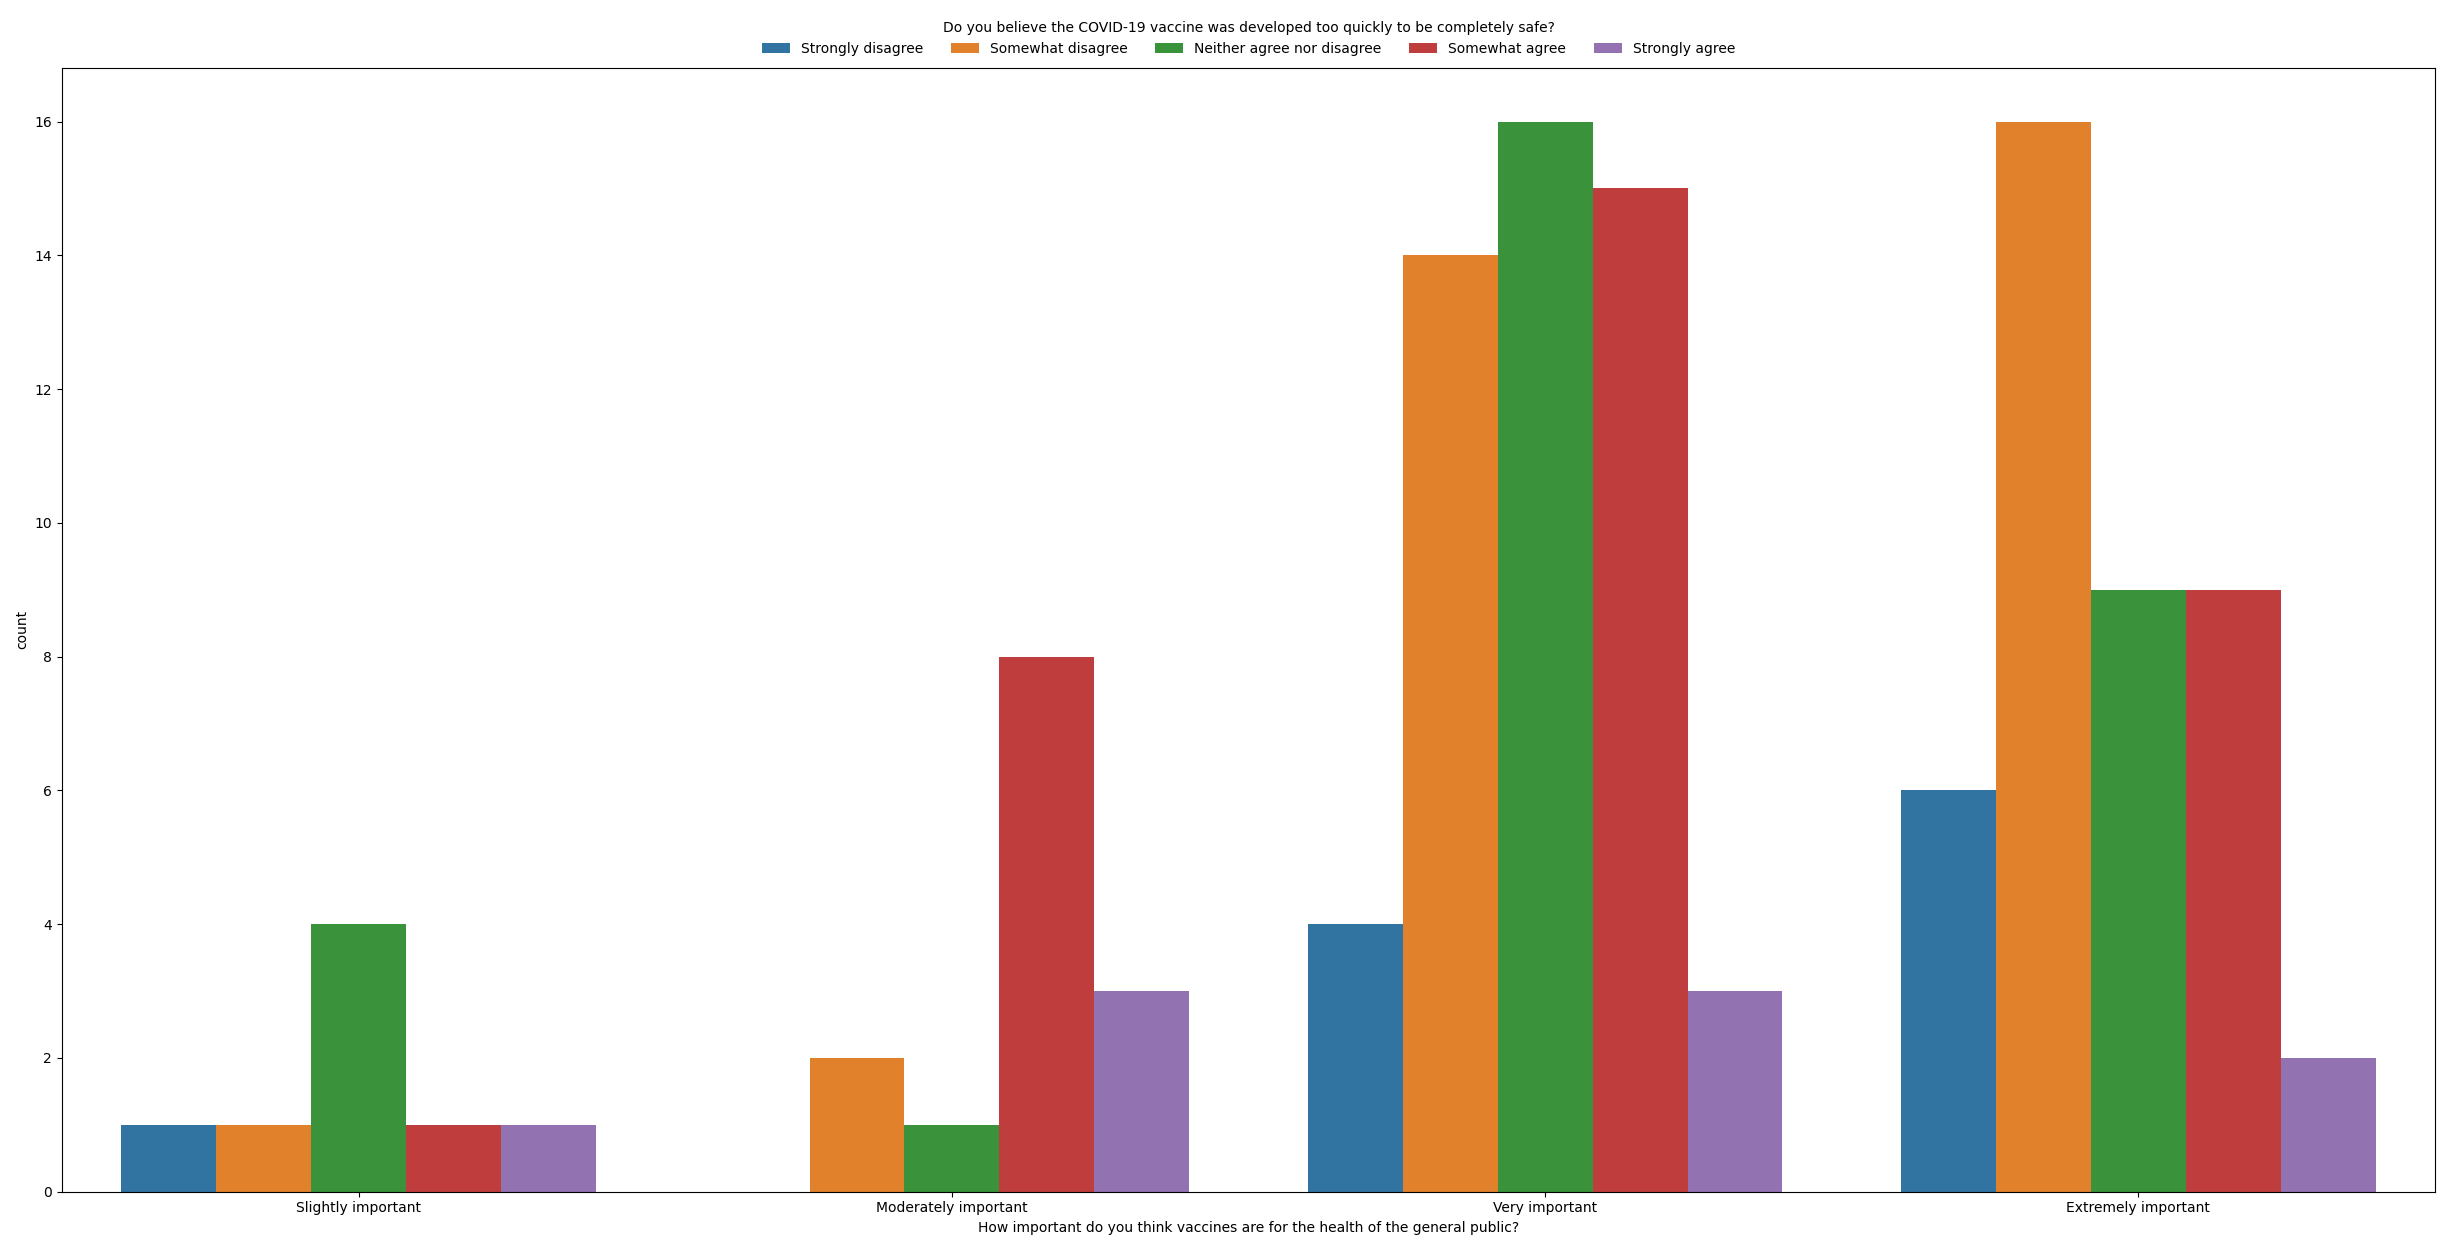 Do you believe the COVID-19 vaccine was developed too quickly to be completely safe?
Strongly disagree Somewhat disagree Neither agree nor disagree Somewhat agree Strongly agree
16
14
12
10
8
6
4
2
0
count
Slightly important Moderately important Very important Extremely important
How important do you think vaccines are for the health of the general public?